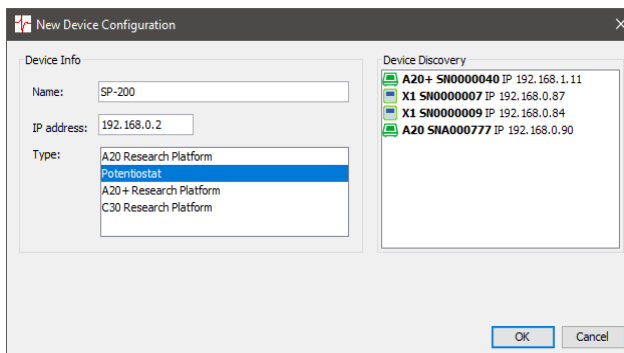 New Device Configuration
Device Info
Name: SP-200
IP address: 192.168.0.2
Type: A20 Research Platform
Potentiostat
A20+ Research Platform
C30 Research Platform
Device Discovery
A20+ SN0000040 IP 192.168.1.11
X1 SN0000007 IP 192.168.0.87
X1 SN0000009 IP 192.168.0.84
A20 SNA000777 IP 192.168.0.90
OK Cancel